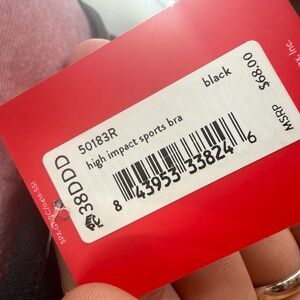 50183R
high impact sports bra
black
38DDD
8 43953 33824 6
MSRP $68.00